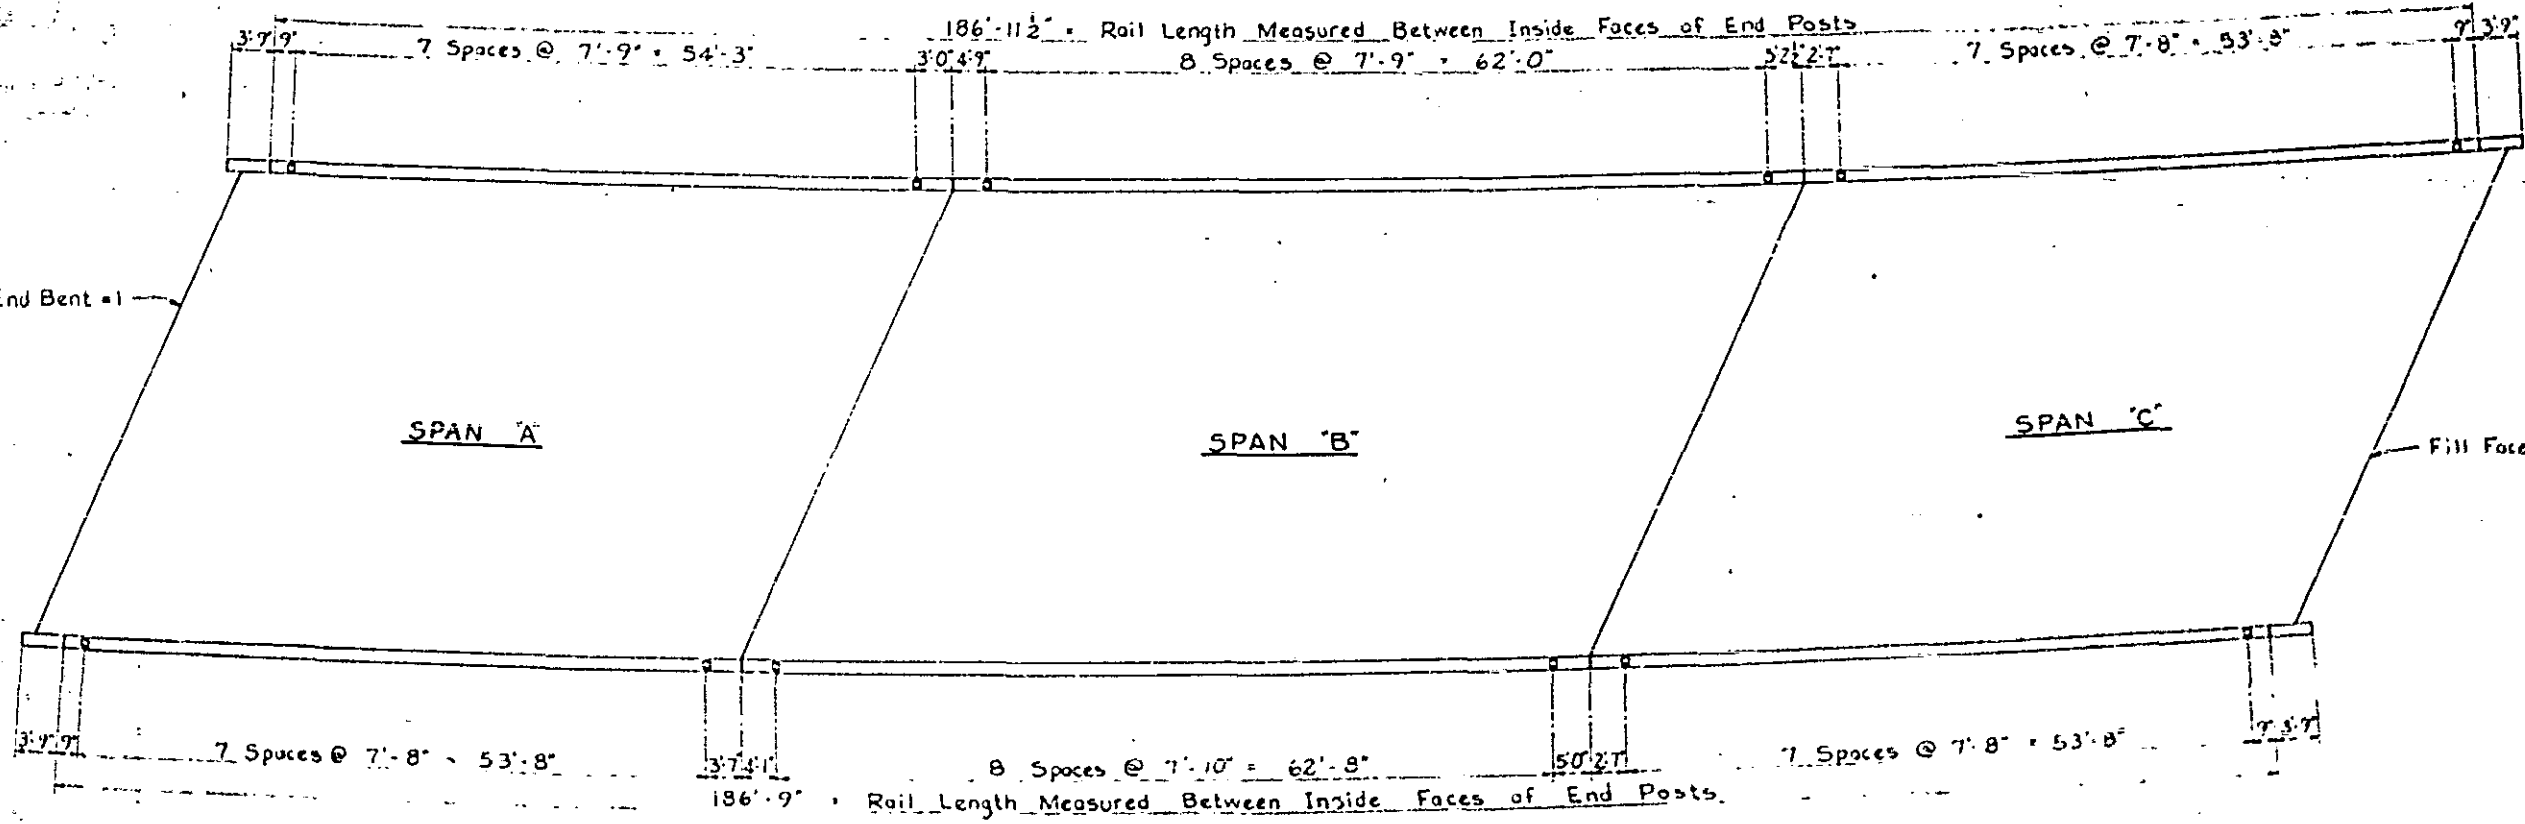 186'-11½" = Rail Length Measured Between Inside Faces of End Posts
9" 7 Spaces @ 7'-9" = 54'-3" 3'-0" 4'-9" 8 Spaces @ 7'-9" = 62'-0" 5'-2½" 2'-7" 7 Spaces @ 7'-8" = 53'-8" 9" 3'-9"
End Bent #1
SPAN "A"
SPAN "B"
SPAN "C"
Fill Face
3'-9" 9" 7 Spaces @ 7'-8" = 53'-8" 3'-7" 4'-1" 8 Spaces @ 7'-10" = 62'-8" 5'-0" 2'-7" 7 Spaces @ 7'-8" = 53'-8"
186'-9" = Rail Length Measured Between Inside Faces of End Posts.